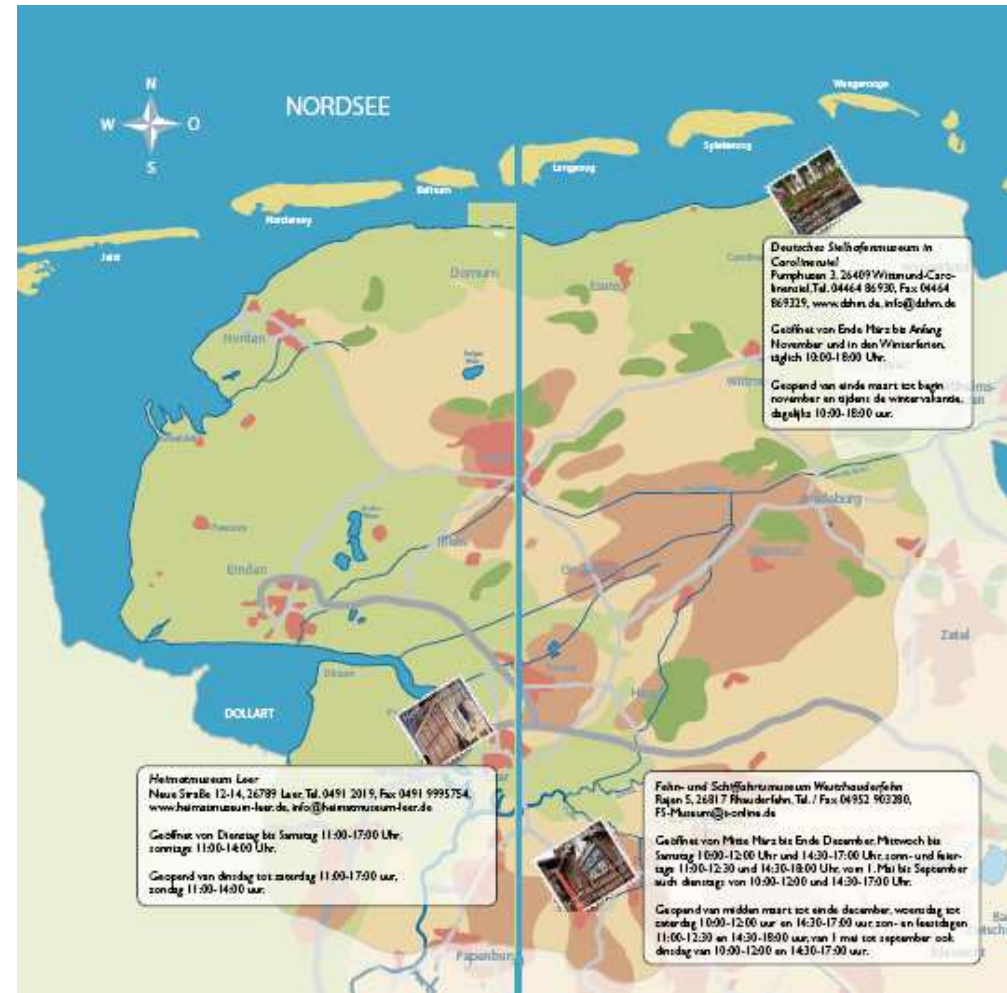 NORDSEE
N
W
O
S
Wangerooge
Spiekeroog
Langeoog
Baltrum
Norderney
Juist
Deutsches Sielhafenmuseum in
Carolinensiel
Pumphusen 3, 26409 Wittmund-Caro-
linensiel, Tel. 04464 86930, Fax 04464
869329, www.dshm.de, info@dshm.de
Geöffnet von Ende März bis Anfang
November und in den Winterferien,
täglich 10:00-18:00 Uhr.
Geopend van einde maart tot begin
november en tijdens de wintervakantie,
dagelijks 10:00-18:00 uur.
Dornum
Esens
Norden
Wittm
Pewsum
Emden
Zetel
DOLLART
Heimatmuseum Leer
Neue Straße 12-14, 26789 Leer, Tel. 0491 2019, Fax 0491 9995754,
www.heimatmuseum-leer.de, info@heimatmuseum-leer.de
Geöffnet von Dienstag bis Samstag 11:00-17:00 Uhr,
sonntags 11:00-14:00 Uhr.
Geopend van dinsdag tot zaterdag 11:00-17:00 uur,
zondag 11:00-14:00 uur.
Fehn- und Schiffahrtsmuseum Westrhauderfehn
Rajen 5, 26817 Rhauderfehn, Tel. / Fax 04952 903280,
FS-Museum@t-online.de
Geöffnet von Mitte März bis Ende Dezember, Mittwoch bis
Samstag 10:00-12:00 Uhr und 14:30-17:00 Uhr, sonn- und feier-
tags 11:00-12:30 und 14:30-18:00 Uhr, vom 1. Mai bis September
auch dienstags von 10:00-12:00 und 14:30-17:00 Uhr.
Geopend van midden maart tot einde december, woensdag tot
zaterdag 10:00-12:00 uur en 14:30-17:00 uur, zon- en feestdagen
11:00-12:30 en 14:30-18:00 uur, van 1 mei tot september ook
dinsdag van 10:00-12:00 en 14:30-17:00 uur.
Papenburg